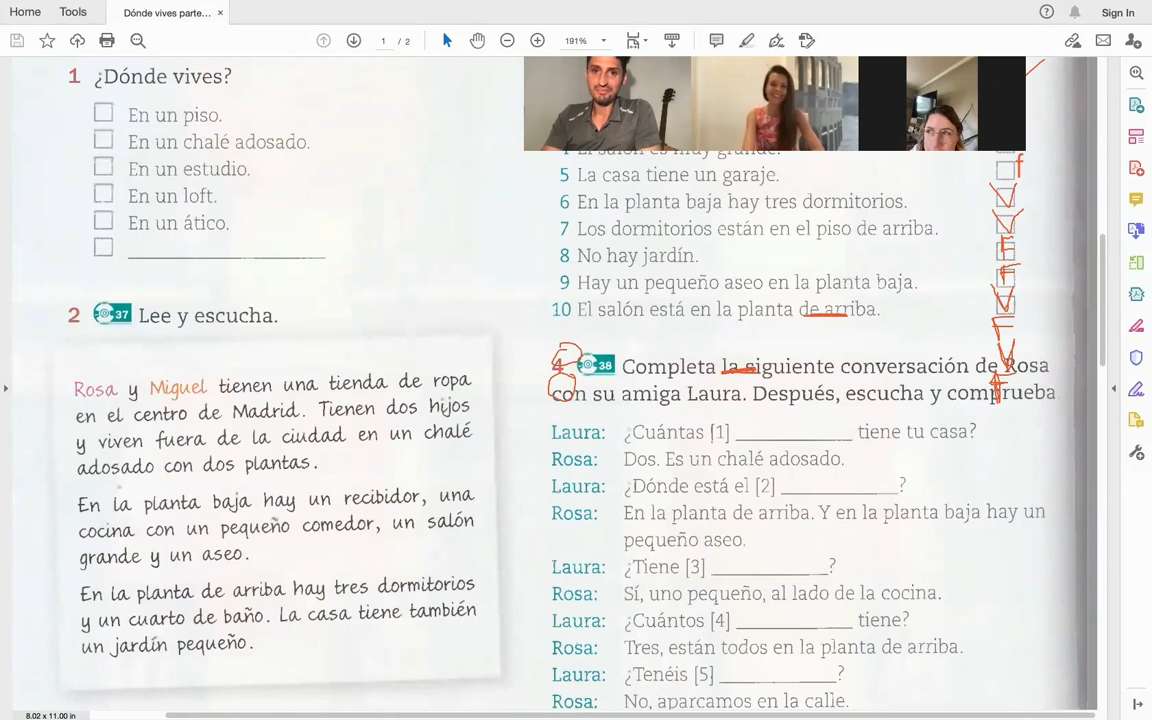 Home Tools Dónde vives parte... × Sign In
1 / 2 191%
1 ¿Dónde vives?
En un piso.
En un chalé adosado.
En un estudio.
En un loft.
En un ático.
2 37 Lee y escucha.
Rosa y Miguel tienen una tienda de ropa
en el centro de Madrid. Tienen dos hijos
y viven fuera de la ciudad en un chalé
adosado con dos plantas.
En la planta baja hay un recibidor, una
cocina con un pequeño comedor, un salón
grande y un aseo.
En la planta de arriba hay tres dormitorios
y un cuarto de baño. La casa tiene también
un jardín pequeño.
El salón es muy grande.
5 La casa tiene un garaje. f
6 En la planta baja hay tres dormitorios. V
7 Los dormitorios están en el piso de arriba. V
8 No hay jardín. F
9 Hay un pequeño aseo en la planta baja. F
10 El salón está en la planta de arriba. V
F
V
4 38 Completa la siguiente conversación de Rosa
con su amiga Laura. Después, escucha y comprueba.
Laura: ¿Cuántas [1] ____________ tiene tu casa?
Rosa: Dos. Es un chalé adosado.
Laura: ¿Dónde está el [2] ____________?
Rosa: En la planta de arriba. Y en la planta baja hay un
pequeño aseo.
Laura: ¿Tiene [3] ____________?
Rosa: Sí, uno pequeño, al lado de la cocina.
Laura: ¿Cuántos [4] ____________ tiene?
Rosa: Tres, están todos en la planta de arriba.
Laura: ¿Tenéis [5] ____________?
Rosa: No, aparcamos en la calle.
8.02 x 11.00 in